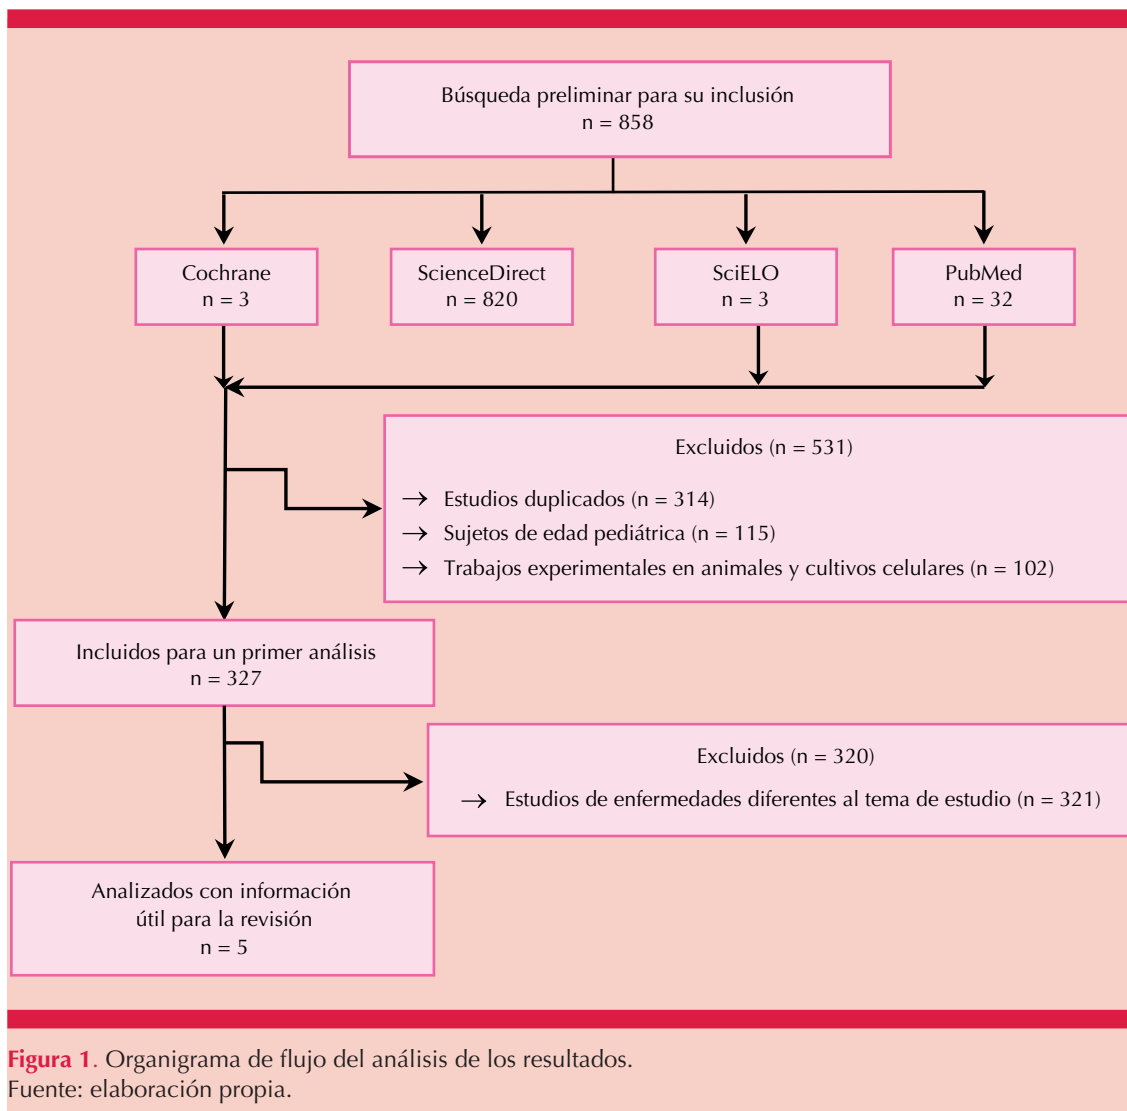 Búsqueda preliminar para su inclusión
n = 858
Cochrane
n = 3
ScienceDirect
n = 820
SciELO
n = 3
PubMed
n = 32
Excluidos (n = 531)
→ Estudios duplicados (n = 314)
→ Sujetos de edad pediátrica (n = 115)
→ Trabajos experimentales en animales y cultivos celulares (n = 102)
Incluidos para un primer análisis
n = 327
Excluidos (n = 320)
→ Estudios de enfermedades diferentes al tema de estudio (n = 321)
Analizados con información
útil para la revisión
n = 5
Figura 1. Organigrama de flujo del análisis de los resultados.
Fuente: elaboración propia.